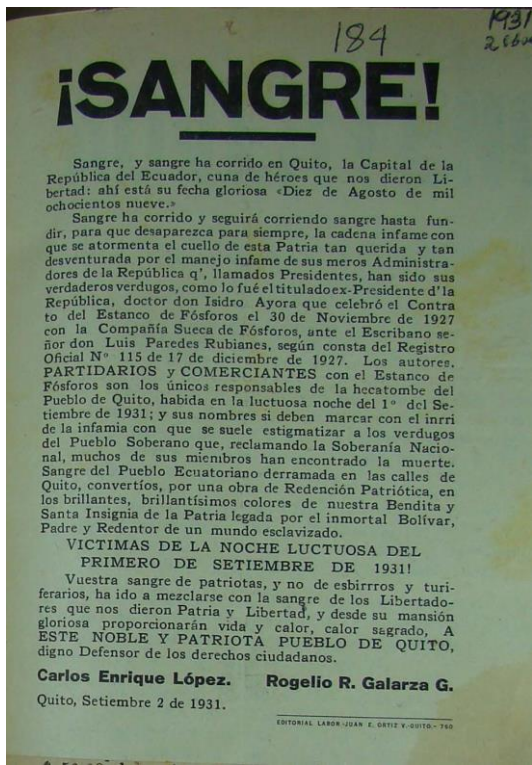 184
1931
¡SANGRE!
Sangre, y sangre ha corrido en Quito, la Capital de la
República del Ecuador, cuna de héroes que nos dieron Li-
bertad: ahí está su fecha gloriosa «Diez de Agosto de mil
ochocientos nueve.»
Sangre ha corrido y seguirá corriendo sangre hasta fun-
dir, para que desaparezca para siempre, la cadena infame con
que se atormenta el cuello de esta Patria tan querida y tan
desventurada por el manejo infame de sus meros Administra-
dores de la República q', llamados Presidentes, han sido sus
verdaderos verdugos, como lo fué el titulado ex-Presidente d'la
República, doctor don Isidro Ayora que celebró el Contra
to del Estanco de Fósforos el 30 de Noviembre de 1927
con la Compañía Sueca de Fósforos, ante el Escribano se-
ñor don Luis Paredes Rubianes, según consta del Registro
Oficial Nº 115 de 17 de diciembre de 1927. Los autores,
PARTIDARIOS y COMERCIANTES con el Estanco de
Fósforos son los únicos responsables de la hecatombe del
Pueblo de Quito, habida en la luctuosa noche del 1º del Se-
tiembre de 1931; y sus nombres si deben marcar con el inrri
de la infamia con que se suele estigmatizar a los verdugos
del Pueblo Soberano que, reclamando la Soberanía Nacio-
nal, muchos de sus miembros han encontrado la muerte.
Sangre del Pueblo Ecuatoriano derramada en las calles de
Quito, convertíos, por una obra de Redención Patriótica, en
los brillantes, brillantísimos colores de nuestra Bendita y
Santa Insignia de la Patria legada por el inmortal Bolívar,
Padre y Redentor de un mundo esclavizado.
VICTIMAS DE LA NOCHE LUCTUOSA DEL
PRIMERO DE SETIEMBRE DE 1931!
Vuestra sangre de patriotas, y no de esbirrros y turi-
ferarios, ha ido a mezclarse con la sangre de los Libertado-
res que nos dieron Patria y Libertad, y desde su mansión
gloriosa proporcionarán vida y calor, calor sagrado, A
ESTE NOBLE Y PATRIOTA PUEBLO DE QUITO,
digno Defensor de los derechos ciudadanos.
Carlos Enrique López. Rogelio R. Galarza G.
Quito, Setiembre 2 de 1931.
EDITORIAL LABOR.-JUAN E. ORTIZ V.-QUITO.- 760